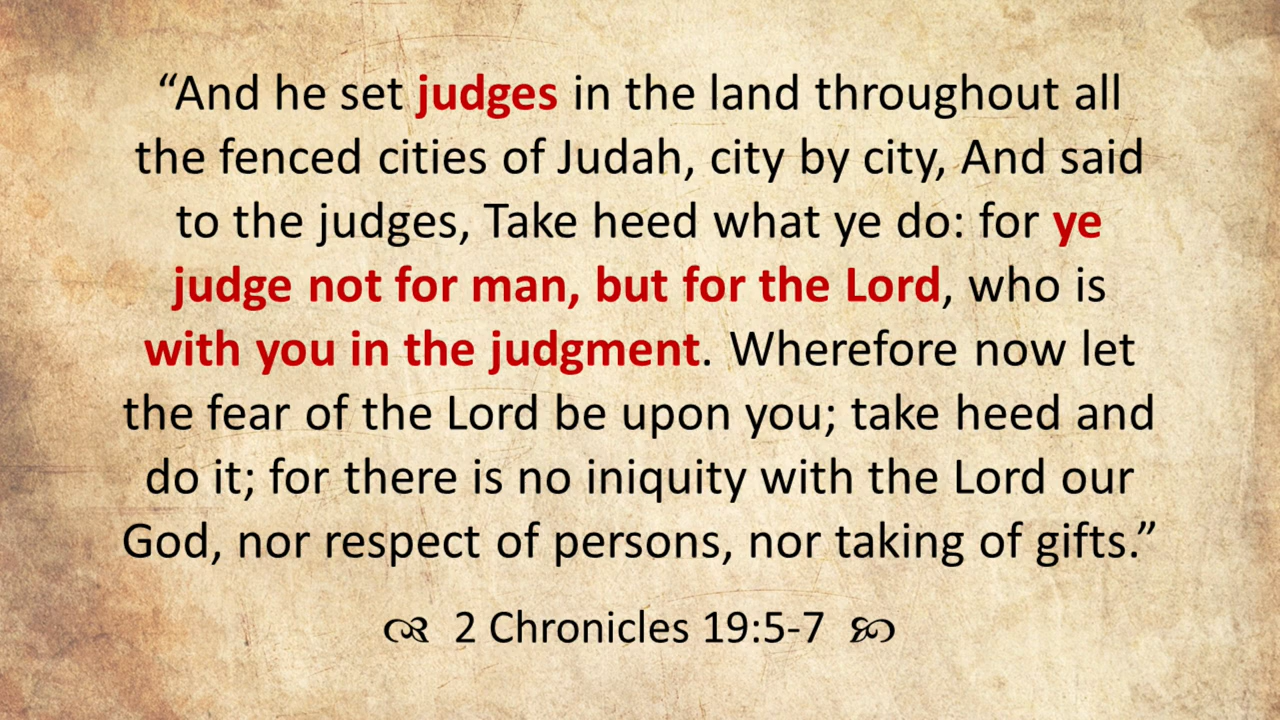 “And he set judges in the land throughout all
the fenced cities of Judah, city by city, And said
to the judges, Take heed what ye do: for ye
judge not for man, but for the Lord, who is
with you in the judgment. Wherefore now let
the fear of the Lord be upon you; take heed and
do it; for there is no iniquity with the Lord our
God, nor respect of persons, nor taking of gifts.”
2 Chronicles 19:5-7